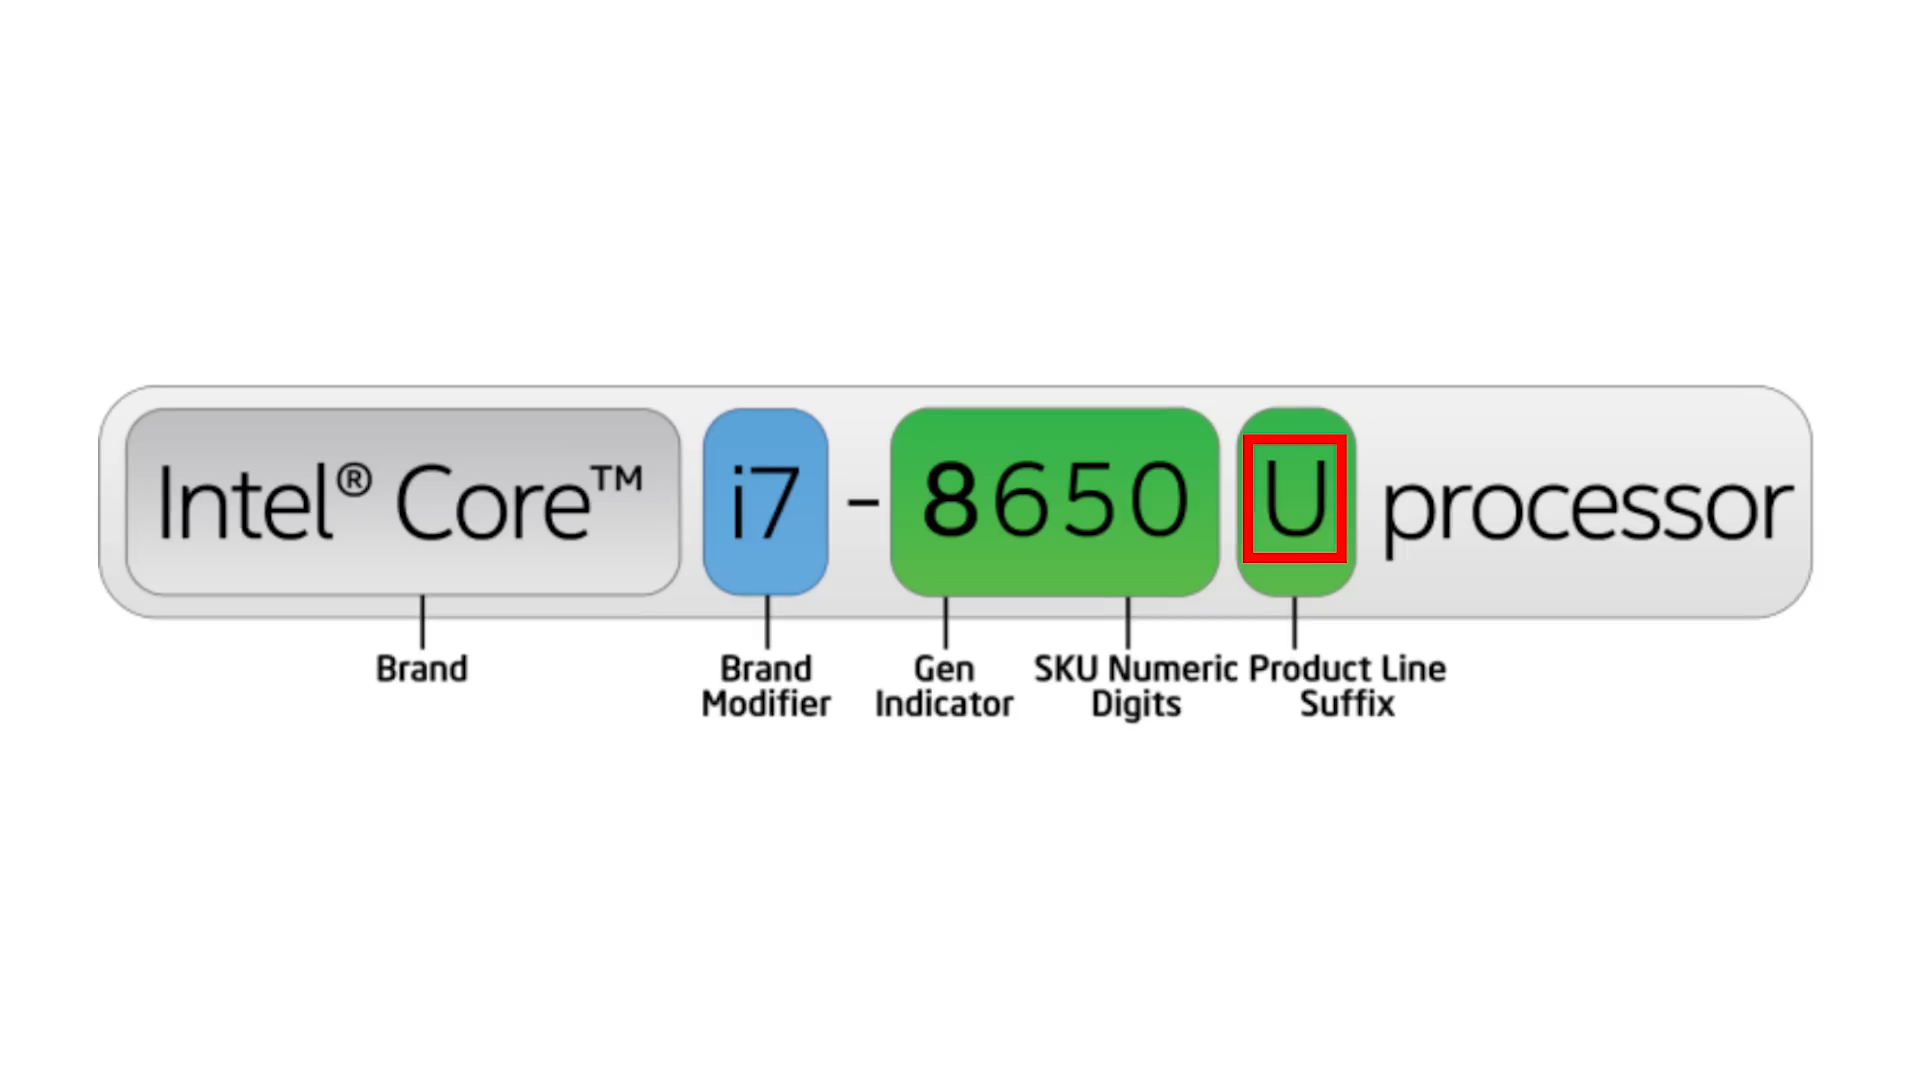 Intel® Core™ i7 - 8650 U processor
Brand
Brand Modifier
Gen Indicator
SKU Numeric Digits
Product Line Suffix